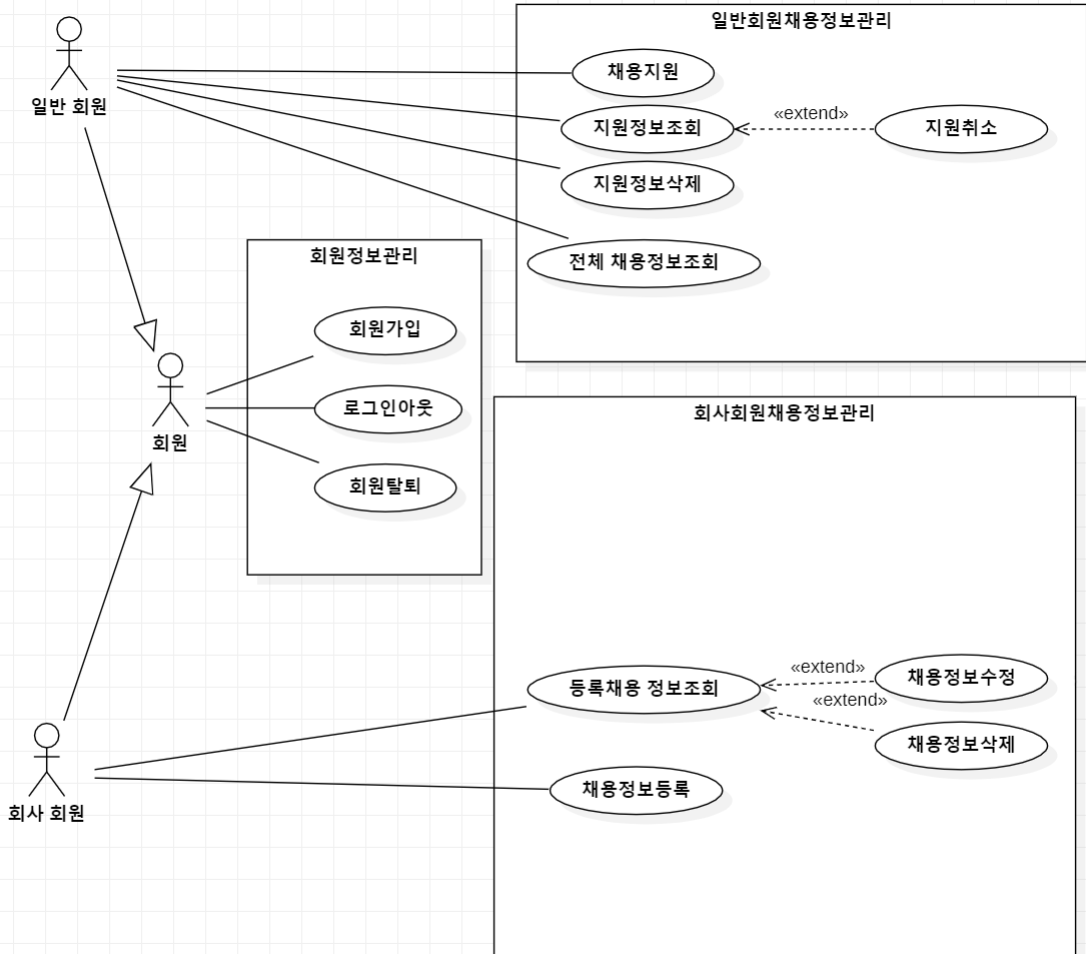 일반회원채용정보관리
일반 회원
채용지원
지원정보조회
«extend»
지원취소
지원정보삭제
전체 채용정보조회
회원정보관리
회원가입
로그인아웃
회원탈퇴
회원
회사회원채용정보관리
등록채용 정보조회
«extend»
채용정보수정
«extend»
채용정보삭제
채용정보등록
회사 회원